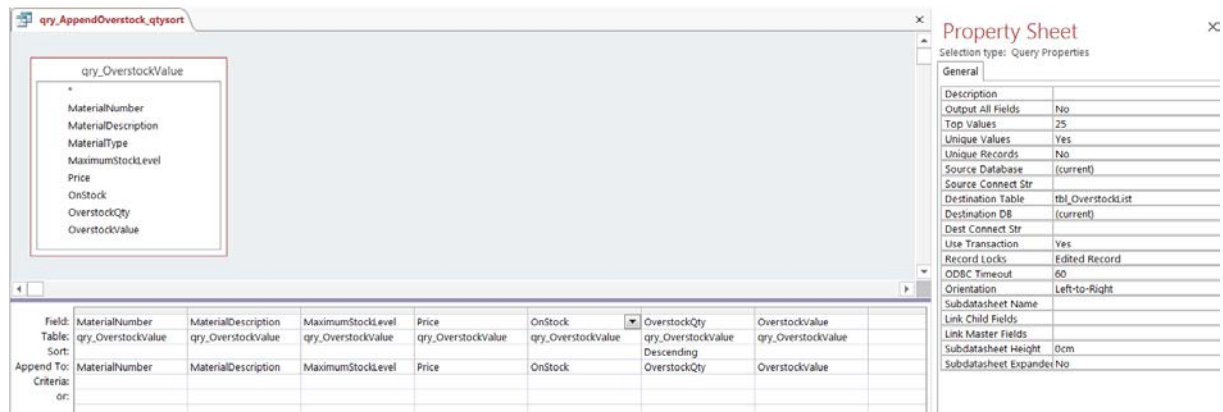 qry_AppendOverstock_qtysort
qry_OverstockValue
*
MaterialNumber
MaterialDescription
MaterialType
MaximumStockLevel
Price
OnStock
OverstockQty
OverstockValue
Field: MaterialNumber MaterialDescription MaximumStockLevel Price OnStock OverstockQty OverstockValue
Table: qry_OverstockValue qry_OverstockValue qry_OverstockValue qry_OverstockValue qry_OverstockValue qry_OverstockValue qry_OverstockValue
Sort: Descending
Append To: MaterialNumber MaterialDescription MaximumStockLevel Price OnStock OverstockQty OverstockValue
Criteria:
or:
Property Sheet
Selection type: Query Properties
General
Description
Output All Fields No
Top Values 25
Unique Values Yes
Unique Records No
Source Database (current)
Source Connect Str
Destination Table tbl_OverstockList
Destination DB (current)
Dest Connect Str
Use Transaction Yes
Record Locks Edited Record
ODBC Timeout 60
Orientation Left-to-Right
Subdatasheet Name
Link Child Fields
Link Master Fields
Subdatasheet Height 0cm
Subdatasheet Expanded No